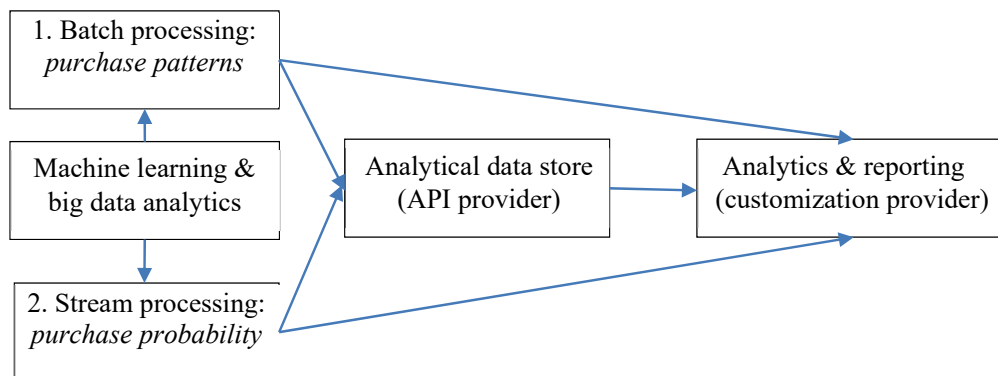 1. Batch processing:
purchase patterns
Machine learning &
big data analytics
2. Stream processing:
purchase probability
Analytical data store
(API provider)
Analytics & reporting
(customization provider)